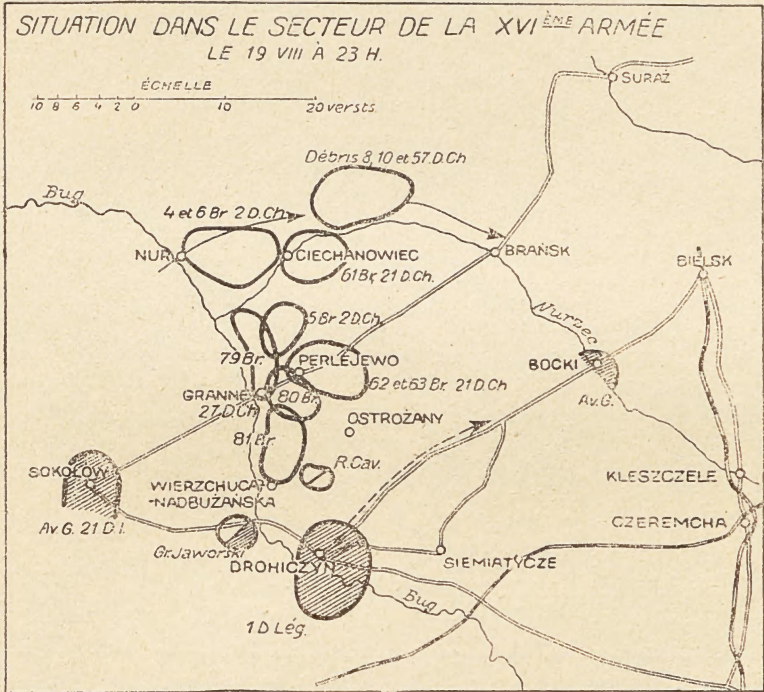 SITUATION DANS LE SECTEUR DE LA XVI ÈME ARMÉE
LE 19 VIII À 23 H.
ÉCHELLE
10 8 6 4 2 0 10 20 versts
SURAŻ
Débris 8, 10 et 57 D.Ch
Bug
4 et 6 Br 2 D.Ch.
NUR
CIECHANOWIEC
BRAŃSK
BIELSK
61 Br, 21 D.Ch.
Nurzec
5 Br 2 D.Ch
79 Br.
PERLEJEWO
BOĆKI
62 et 63 Br. 21 D.Ch
Av. G.
GRANNE
80 Br.
27 D.Ch
OSTROŻANY
81 Br.
R.Cav.
SOKOŁÓW
KLESZCZELE
WIERZCHUCA
-NADBUŻAŃSKA
CZEREMCHA
Av. G. 21 D.I.
Gr. Jaworski
DROHICZYN
SIEMIATYCZE
Bug
1 D Lég.